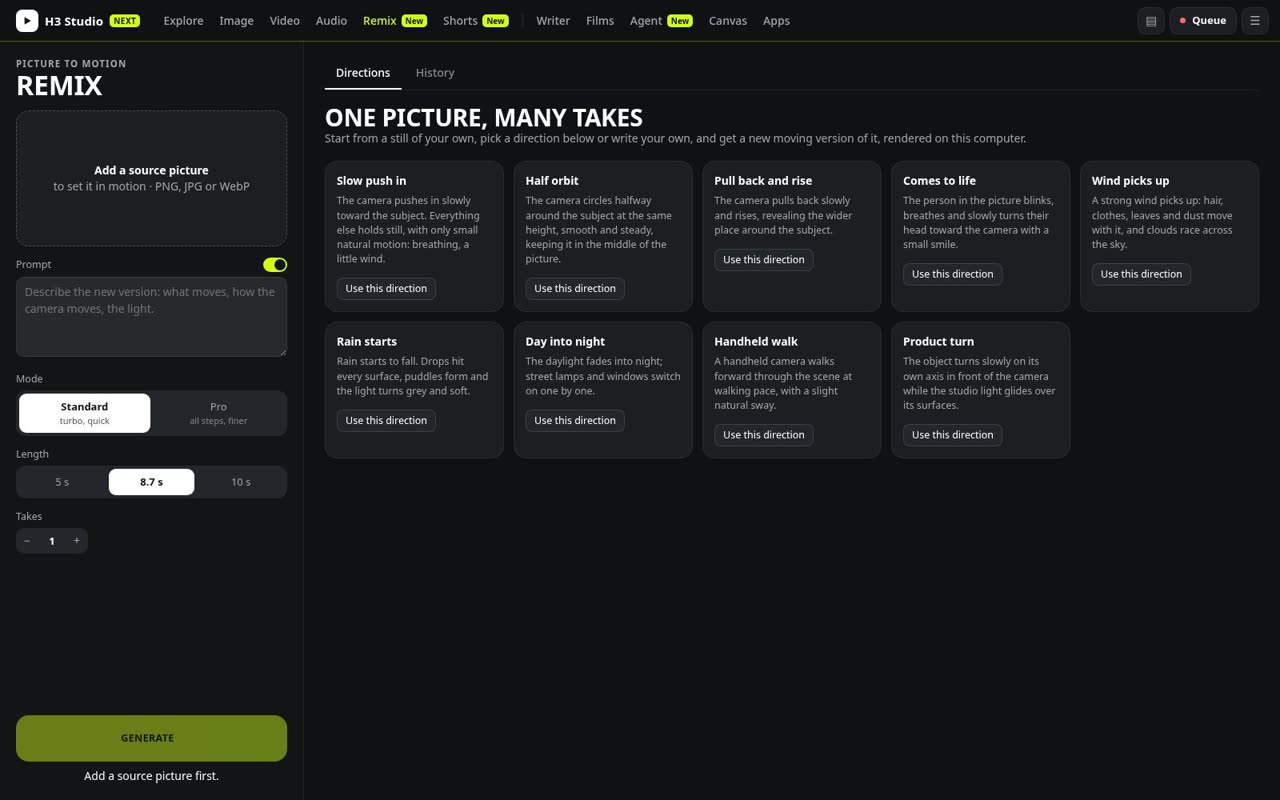 H3 Studio NEXT Explore Image Video Audio Remix New Shorts New Writer Films Agent New Canvas Apps Queue
PICTURE TO MOTION
REMIX
Add a source picture
to set it in motion · PNG, JPG or WebP
Prompt
Describe the new version: what moves, how the
camera moves, the light.
Mode
Standard
turbo, quick
Pro
all steps, finer
Length
5 s 8.7 s 10 s
Takes
− 1 +
GENERATE
Add a source picture first.
Directions History
ONE PICTURE, MANY TAKES
Start from a still of your own, pick a direction below or write your own, and get a new moving version of it, rendered on this computer.
Slow push in
The camera pushes in slowly
toward the subject. Everything
else holds still, with only small
natural motion: breathing, a
little wind.
Use this direction
Half orbit
The camera circles halfway
around the subject at the same
height, smooth and steady,
keeping it in the middle of the
picture.
Use this direction
Pull back and rise
The camera pulls back slowly
and rises, revealing the wider
place around the subject.
Use this direction
Comes to life
The person in the picture blinks,
breathes and slowly turns their
head toward the camera with a
small smile.
Use this direction
Wind picks up
A strong wind picks up: hair,
clothes, leaves and dust move
with it, and clouds race across
the sky.
Use this direction
Rain starts
Rain starts to fall. Drops hit
every surface, puddles form and
the light turns grey and soft.
Use this direction
Day into night
The daylight fades into night;
street lamps and windows switch
on one by one.
Use this direction
Handheld walk
A handheld camera walks
forward through the scene at
walking pace, with a slight
natural sway.
Use this direction
Product turn
The object turns slowly on its
own axis in front of the camera
while the studio light glides over
its surfaces.
Use this direction